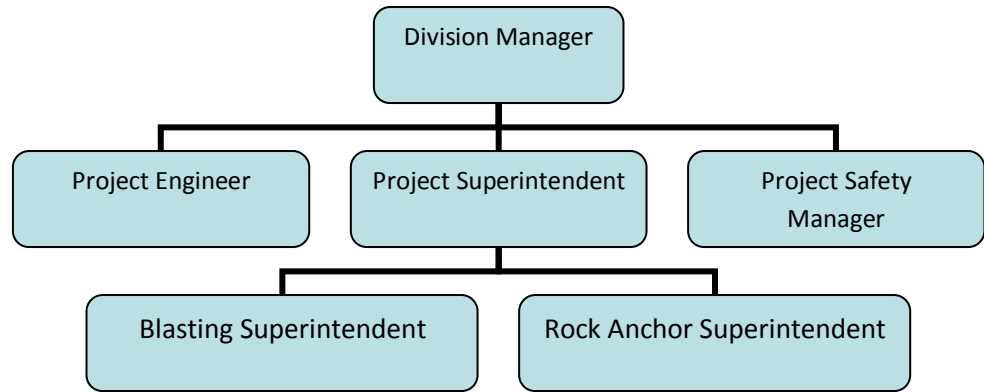 Division Manager
Project Engineer
Project Superintendent
Project Safety
Manager
Blasting Superintendent
Rock Anchor Superintendent